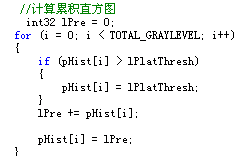 //计算累积直方图
int32 lPre = 0;
for (i = 0; i < TOTAL_GRAYLEVEL; i++)
{
if (pHist[i] > lPlatThresh)
{
pHist[i] = lPlatThresh;
}
lPre += pHist[i];
pHist[i] = lPre;
}